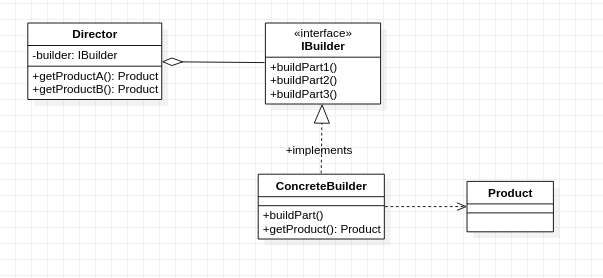 Director
-builder: IBuilder
+getProductA(): Product
+getProductB(): Product
«interface»
IBuilder
+buildPart1()
+buildPart2()
+buildPart3()
+implements
ConcreteBuilder
+buildPart()
+getProduct(): Product
Product